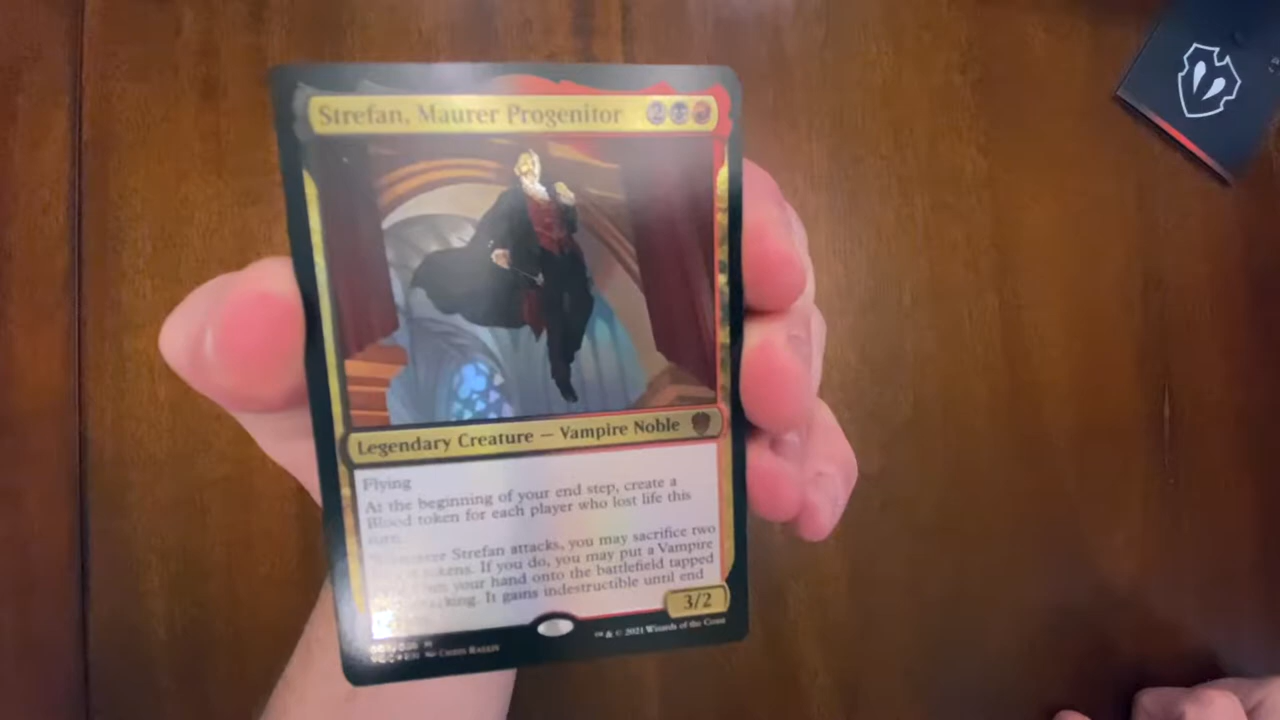 Strefan, Maurer Progenitor 2
Legendary Creature — Vampire Noble
Flying
At the beginning of your end step, create a
Blood token for each player who lost life this
turn.
Strefan attacks, you may sacrifice two
If you do, you may put a Vampire
your hand onto the battlefield tapped
It gains indestructible until end
3/2
™ & © 2021 Wizards of the Coast